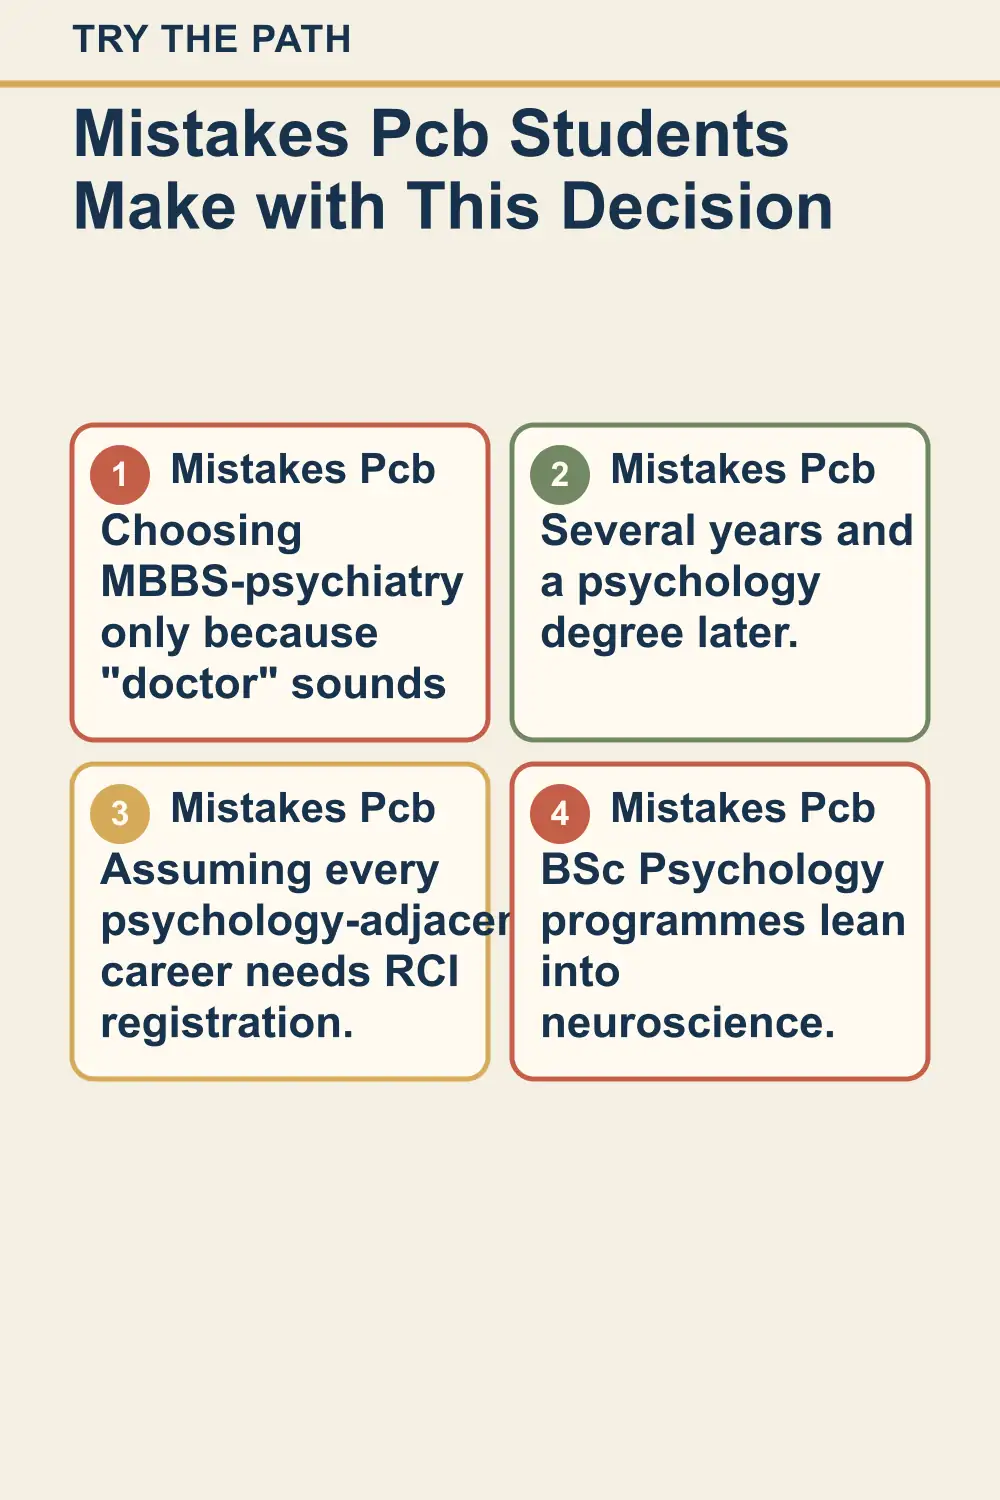 TRY THE PATH
Mistakes Pcb Students
Make with This Decision
1 Mistakes Pcb
Choosing
MBBS-psychiatry
only because
"doctor" sounds
2 Mistakes Pcb
Several years and
a psychology
degree later.
3 Mistakes Pcb
Assuming every
psychology-adjacen
career needs RCI
registration.
4 Mistakes Pcb
BSc Psychology
programmes lean
into
neuroscience.